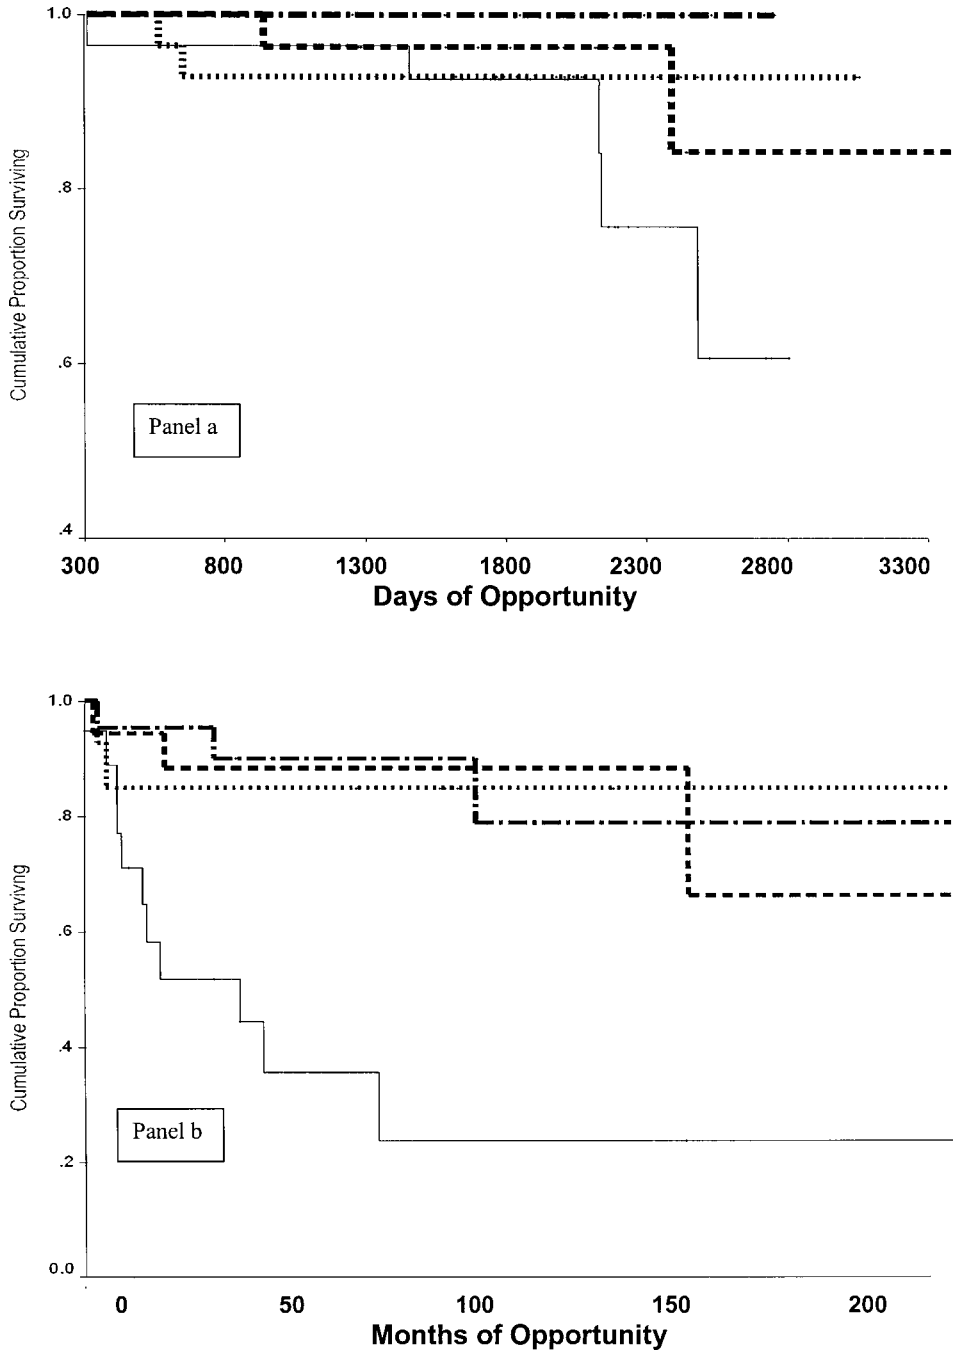 1.0
.8
.6
.4
Cumulative Proportion Surviving
Panel a
300 800 1300 1800 2300 2800 3300
Days of Opportunity
1.0
.8
.6
.4
.2
0.0
Cumulative Proportion Survivng
Panel b
0 50 100 150 200
Months of Opportunity